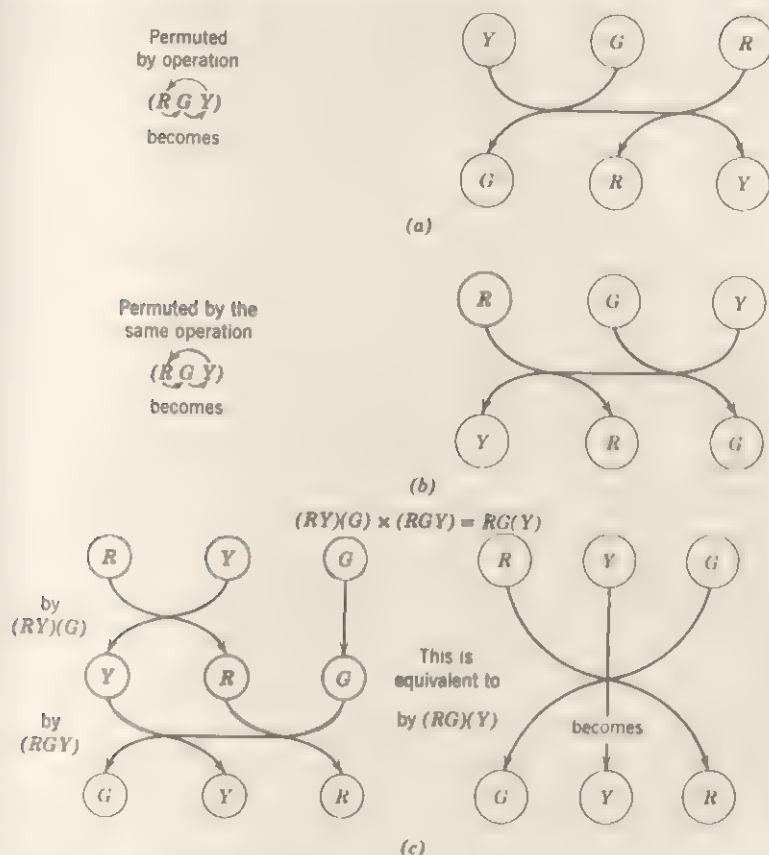 Permuted
by operation
(R G Y)
becomes
Y G R
G R Y
(a)
Permuted by the
same operation
(R G Y)
becomes
R G Y
Y R G
(b)
(RY)(G) × (RGY) = RG(Y)
R Y G
by
(RY)(G)
Y R G
by
(RGY)
G Y R
This is
equivalent to
by (RG)(Y)
R Y G
becomes
G Y R
(c)